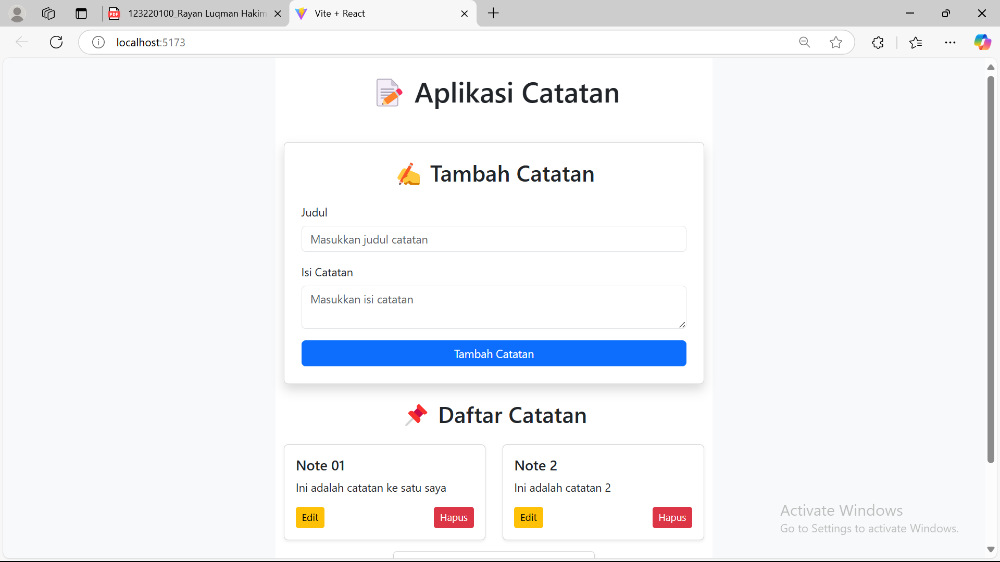 123220100_Rayan Luqman Hakim
Vite + React
localhost:5173
Aplikasi Catatan
Tambah Catatan
Judul
Masukkan judul catatan
Isi Catatan
Masukkan isi catatan
Tambah Catatan
Daftar Catatan
Note 01
Ini adalah catatan ke satu saya
Edit
Hapus
Note 2
Ini adalah catatan 2
Edit
Hapus
Activate Windows
Go to Settings to activate Windows.